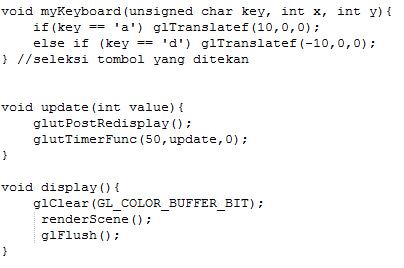 void myKeyboard(unsigned char key, int x, int y){
    if(key == 'a') glTranslatef(10,0,0);
    else if (key == 'd') glTranslatef(-10,0,0);
} //seleksi tombol yang ditekan
void update(int value){
    glutPostRedisplay();
    glutTimerFunc(50,update,0);
}
void display(){
    glClear(GL_COLOR_BUFFER_BIT);
     renderScene();
     glFlush();
}